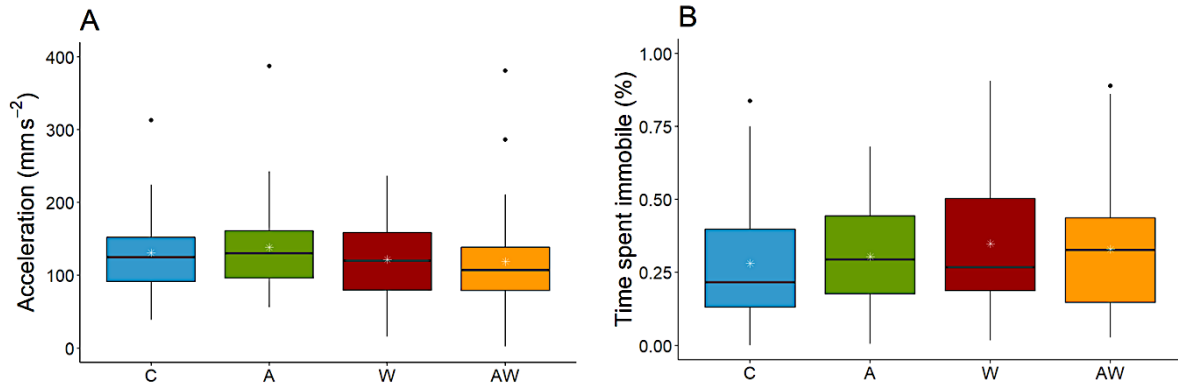 A
Acceleration (mm s⁻²)
400
300
200
100
0
C A W AW
B
Time spent immobile (%)
1.00
0.75
0.50
0.25
0.00
C A W AW